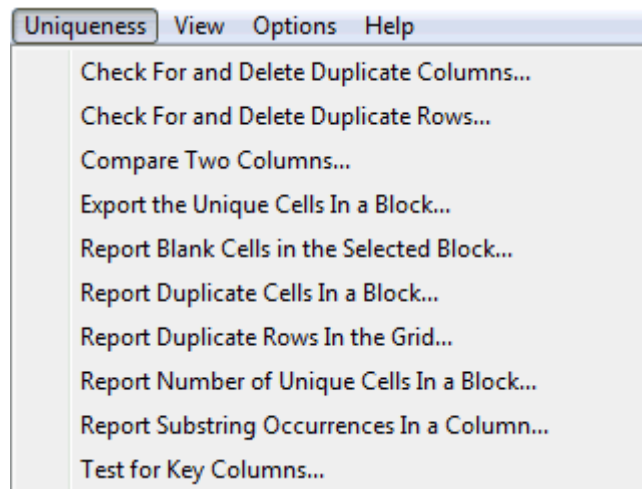 Uniqueness View Options Help
Check For and Delete Duplicate Columns...
Check For and Delete Duplicate Rows...
Compare Two Columns...
Export the Unique Cells In a Block...
Report Blank Cells in the Selected Block...
Report Duplicate Cells In a Block...
Report Duplicate Rows In the Grid...
Report Number of Unique Cells In a Block...
Report Substring Occurrences In a Column...
Test for Key Columns...